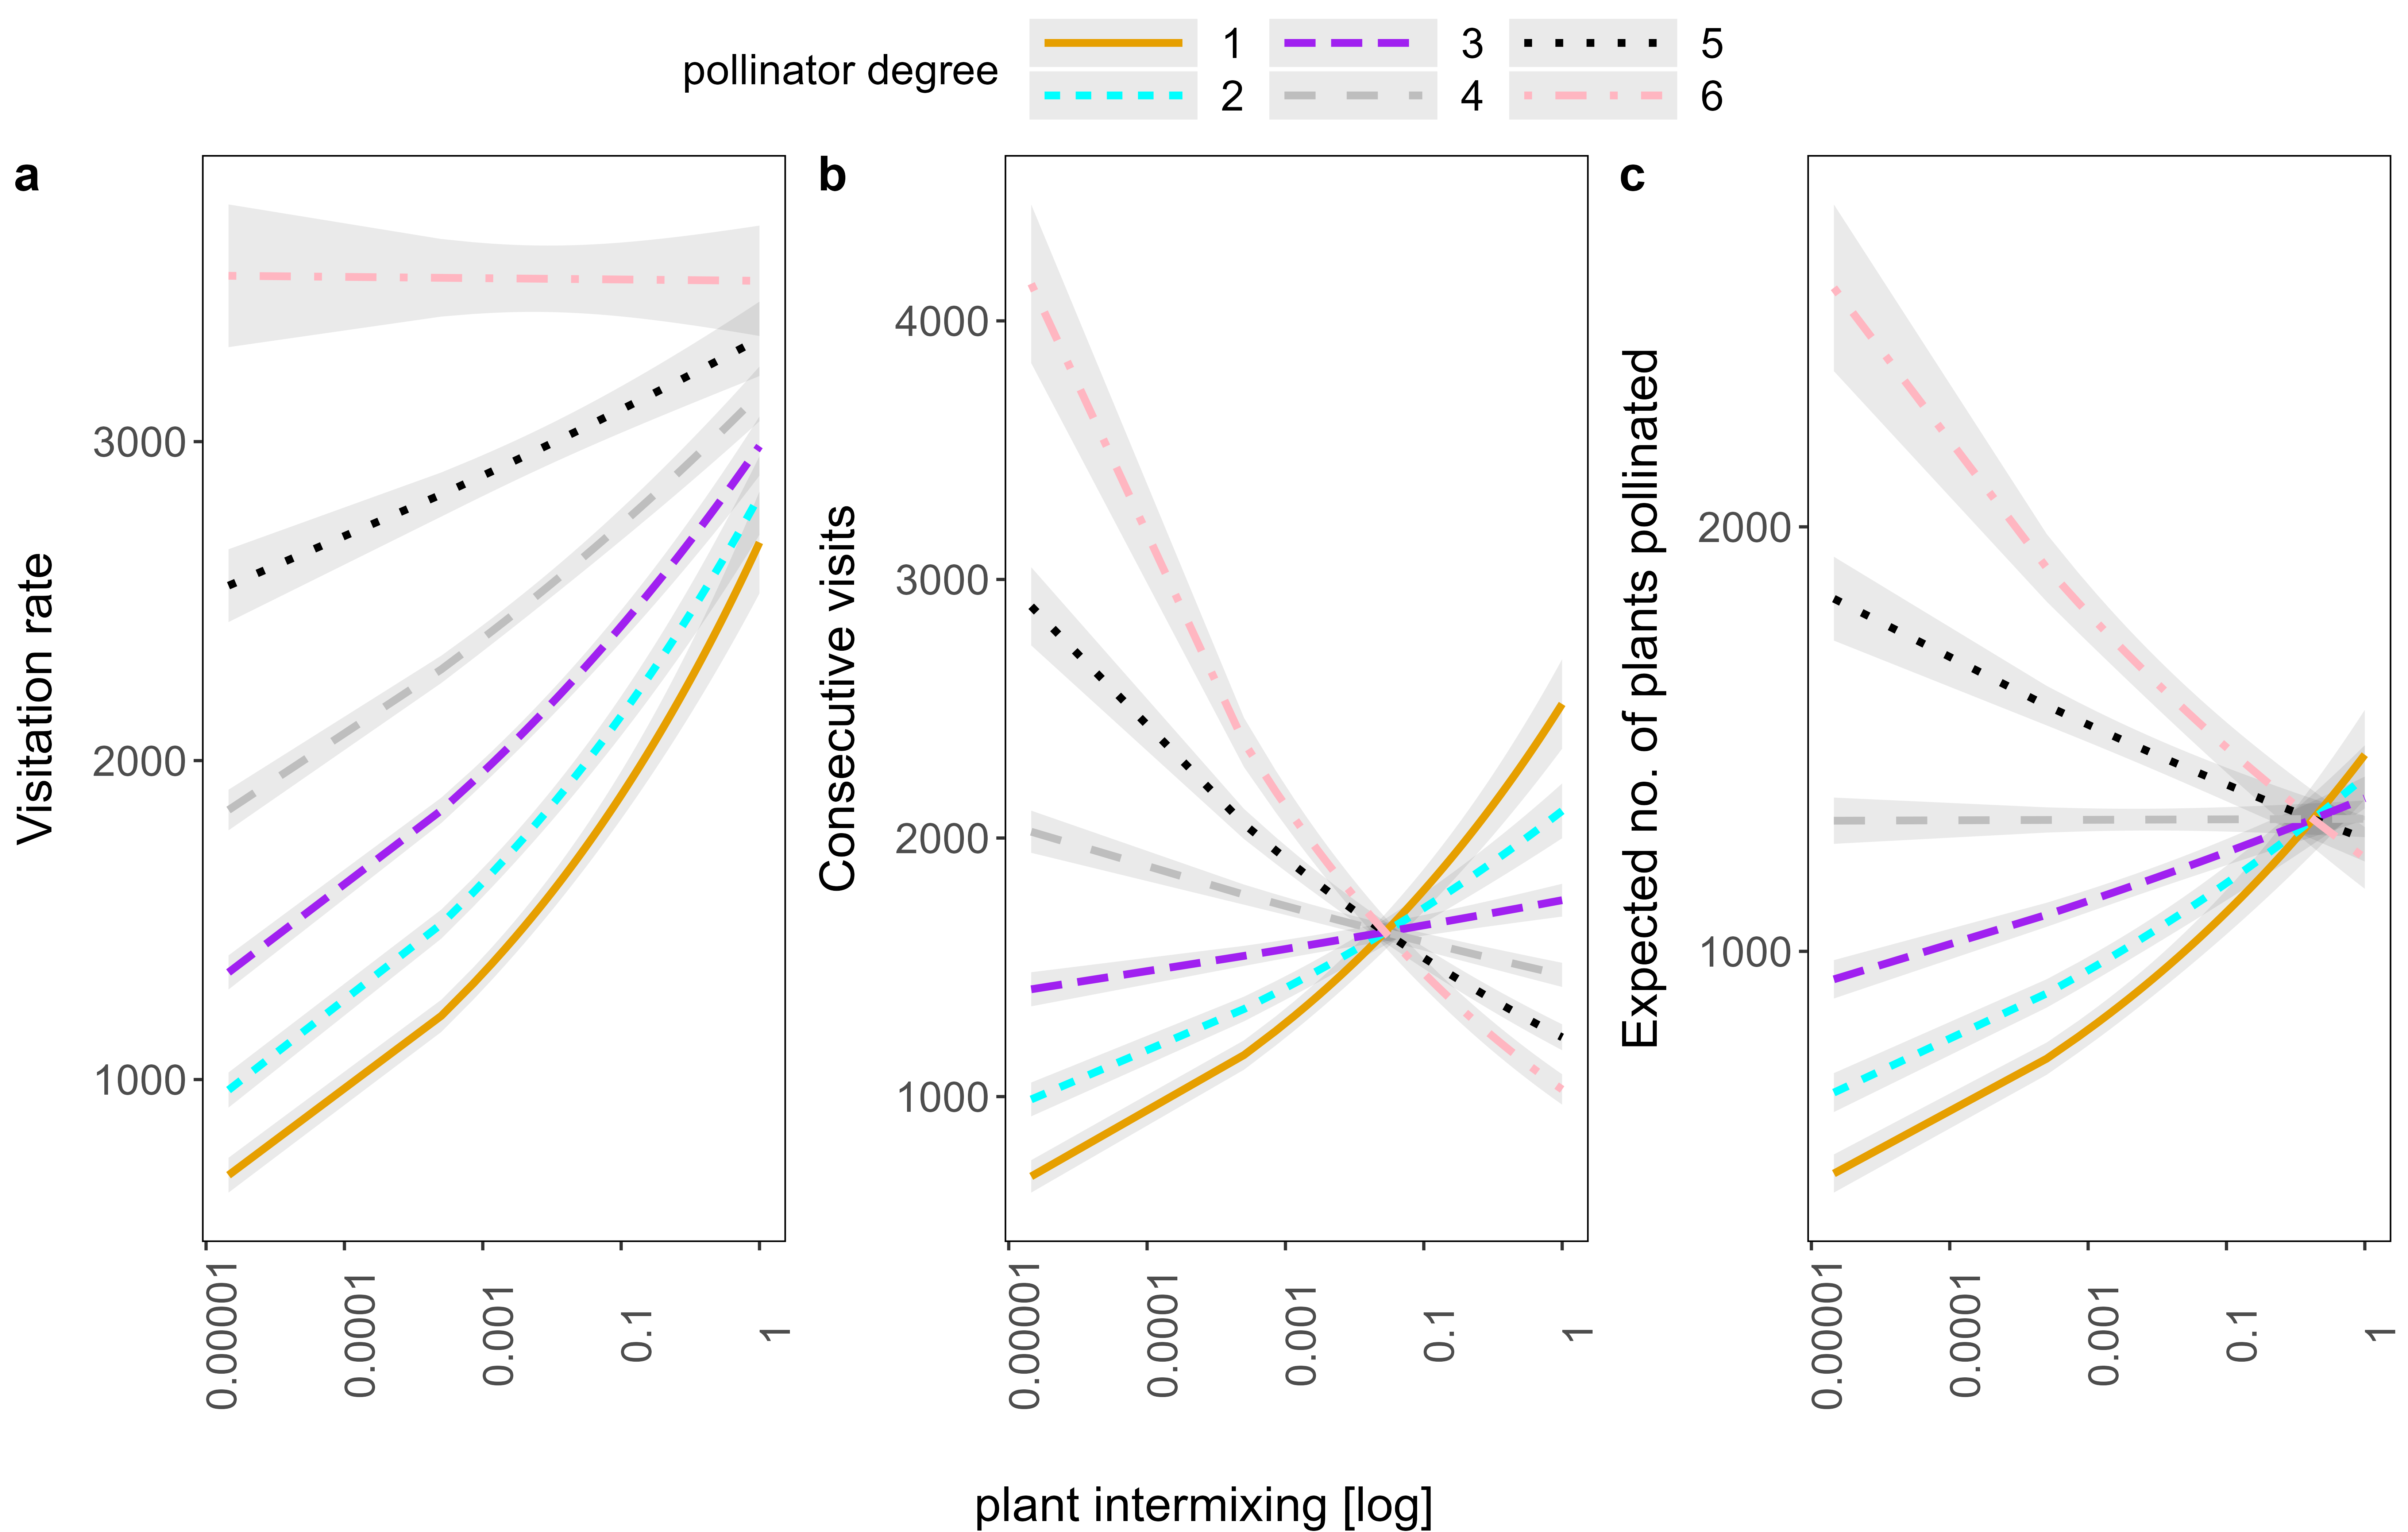 pollinator degree
1 3 5
2 4 6
a
Visitation rate
3000
2000
1000
0.00001 0.0001 0.001 0.1 1
b
Consecutive visits
4000
3000
2000
1000
0.00001 0.0001 0.001 0.1 1
c
Expected no. of plants pollinated
2000
1000
0.00001 0.0001 0.001 0.1 1
plant intermixing [log]